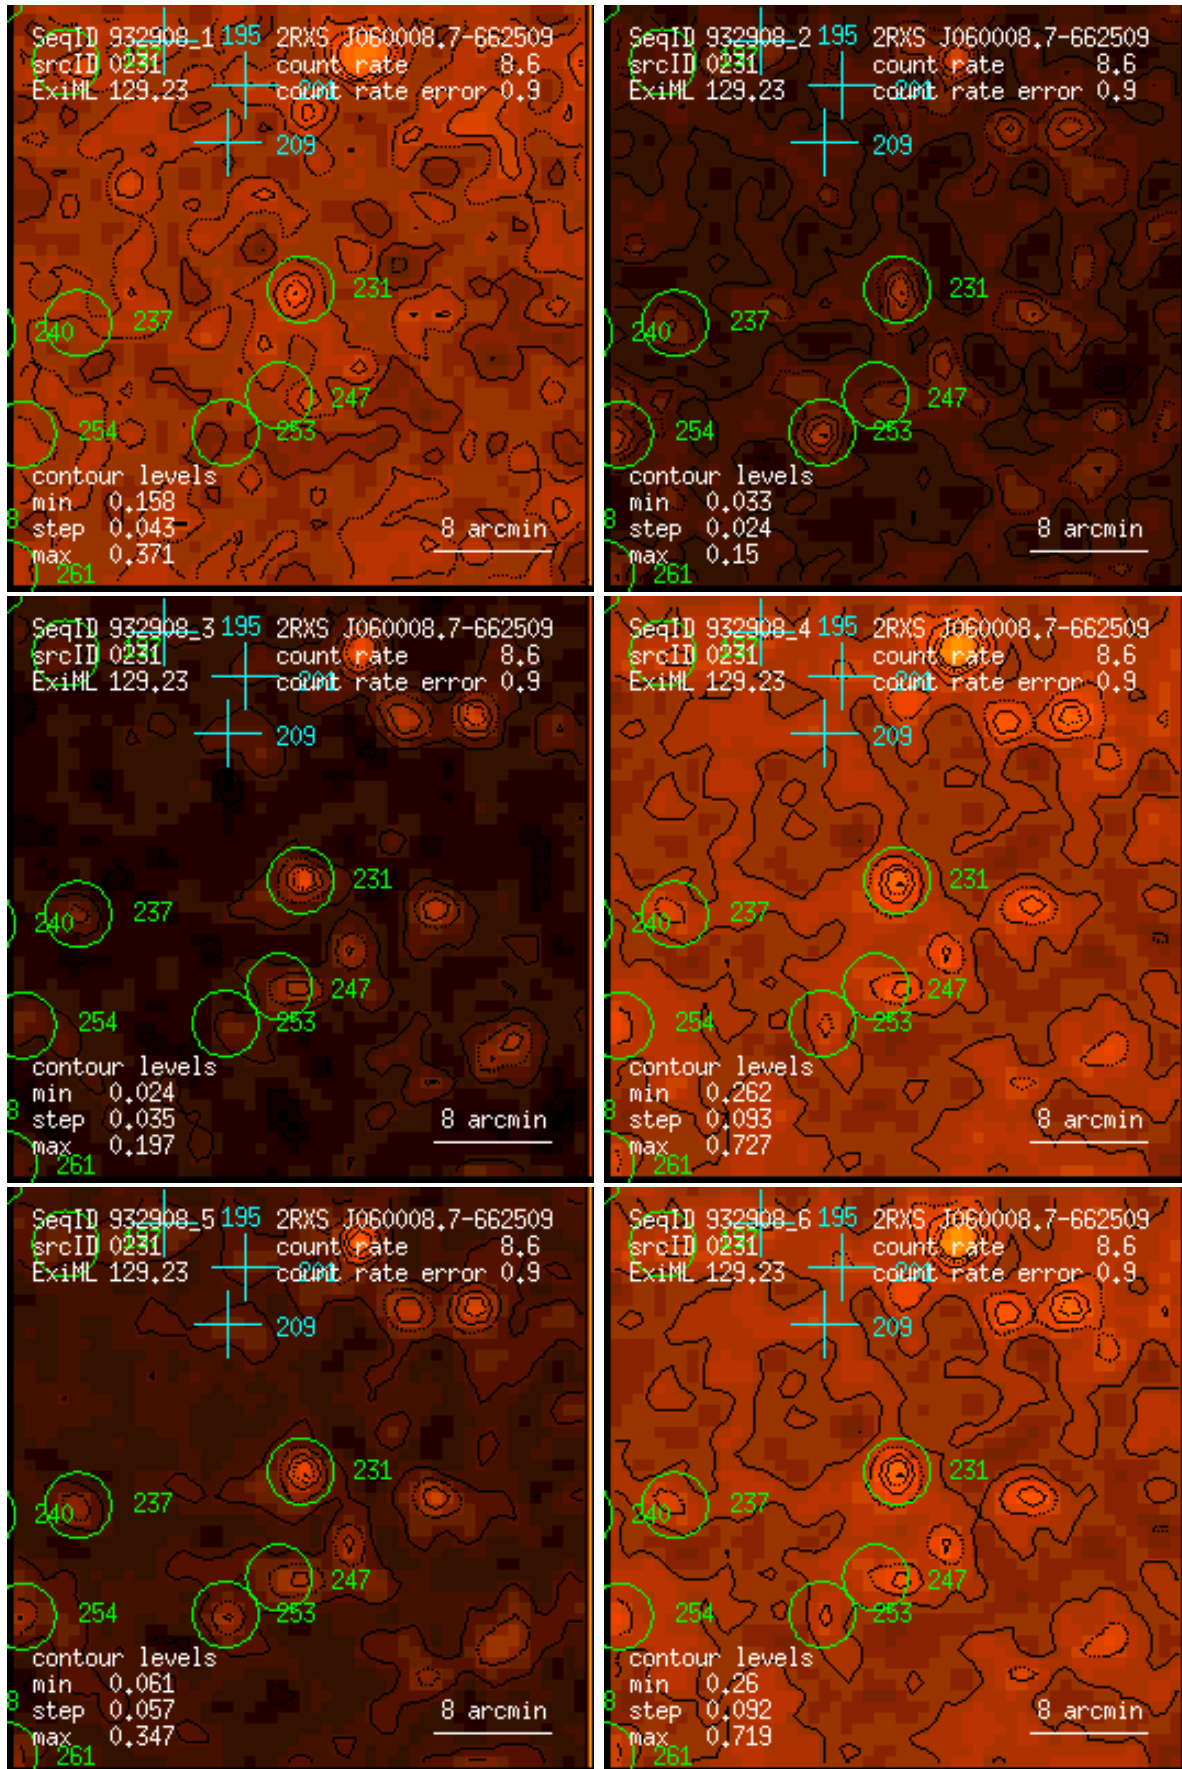 SeqID 932908_1 195 2RXS J060008.7-662509
srcID 0231 count rate 8.6
ExiML 129.23 count rate error 0.9
209
231
240 237
247
254 253
contour levels
min 0.158
step 0.043 8 arcmin
max 0.371
8
261
SeqID 932908_2 195 2RXS J060008.7-662509
srcID 0231 count rate 8.6
ExiML 129.23 count rate error 0.9
209
231
240 237
247
254 253
contour levels
min 0.033
step 0.024 8 arcmin
max 0.15
8
261
SeqID 932908_3 195 2RXS J060008.7-662509
srcID 0231 count rate 8.6
ExiML 129.23 count rate error 0.9
209
231
240 237
247
254 253
contour levels
min 0.024
step 0.035 8 arcmin
max 0.197
8
261
SeqID 932908_4 195 2RXS J060008.7-662509
srcID 0231 count rate 8.6
ExiML 129.23 count rate error 0.9
209
231
240 237
247
254 253
contour levels
min 0.262
step 0.093 8 arcmin
max 0.727
8
261
SeqID 932908_5 195 2RXS J060008.7-662509
srcID 0231 count rate 8.6
ExiML 129.23 count rate error 0.9
209
231
240 237
247
254 253
contour levels
min 0.061
step 0.057 8 arcmin
max 0.347
8
261
SeqID 932908_6 195 2RXS J060008.7-662509
srcID 0231 count rate 8.6
ExiML 129.23 count rate error 0.9
209
231
240 237
247
254 253
contour levels
min 0.26
step 0.092 8 arcmin
max 0.719
8
261